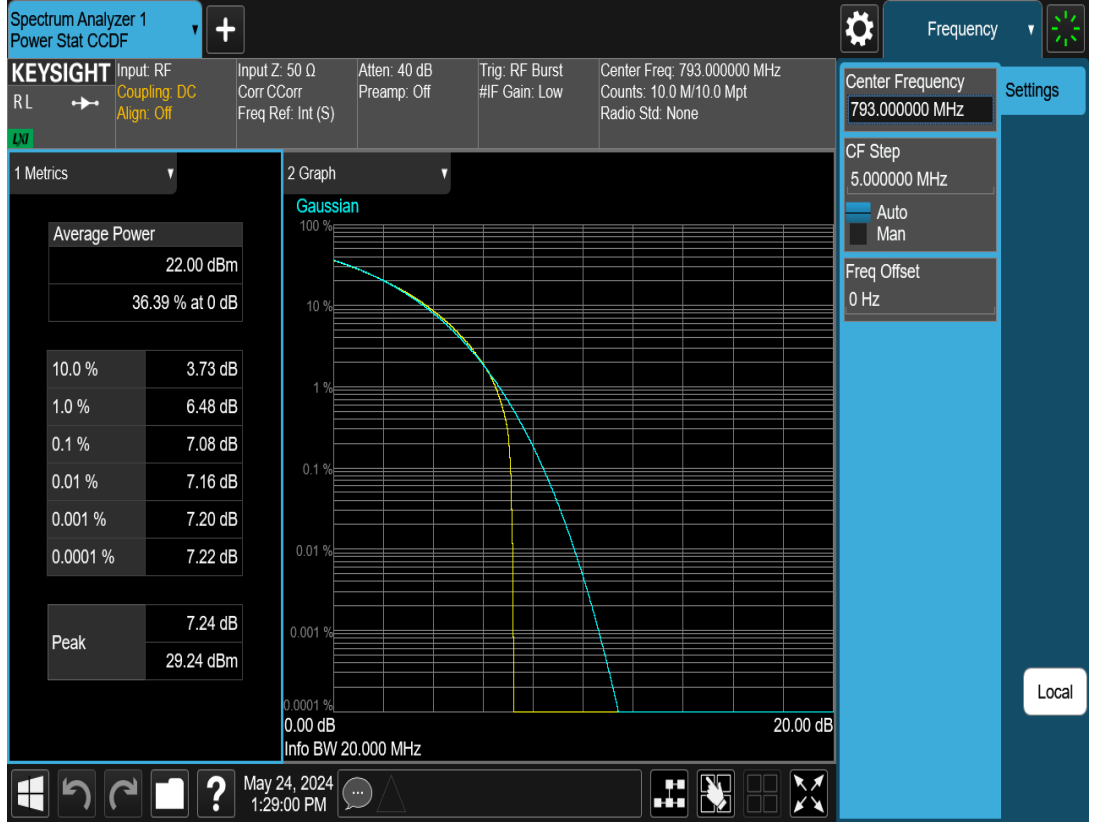 Spectrum Analyzer 1
Power Stat CCDF
+
Frequency
KEYSIGHT
RL
LXI
Input: RF
Coupling: DC
Align: Off
Input Z: 50 Ω
Corr CCorr
Freq Ref: Int (S)
Atten: 40 dB
Preamp: Off
Trig: RF Burst
#IF Gain: Low
Center Freq: 793.000000 MHz
Counts: 10.0 M/10.0 Mpt
Radio Std: None
Center Frequency
793.000000 MHz
Settings
CF Step
5.000000 MHz
Auto
Man
Freq Offset
0 Hz
Local
1 Metrics
Average Power
22.00 dBm
36.39 % at 0 dB
10.0 % 3.73 dB
1.0 % 6.48 dB
0.1 % 7.08 dB
0.01 % 7.16 dB
0.001 % 7.20 dB
0.0001 % 7.22 dB
Peak
7.24 dB
29.24 dBm
2 Graph
Gaussian
100 %
10 %
1 %
0.1 %
0.01 %
0.001 %
0.0001 %
0.00 dB 20.00 dB
Info BW 20.000 MHz
?
May 24, 2024
1:29:00 PM